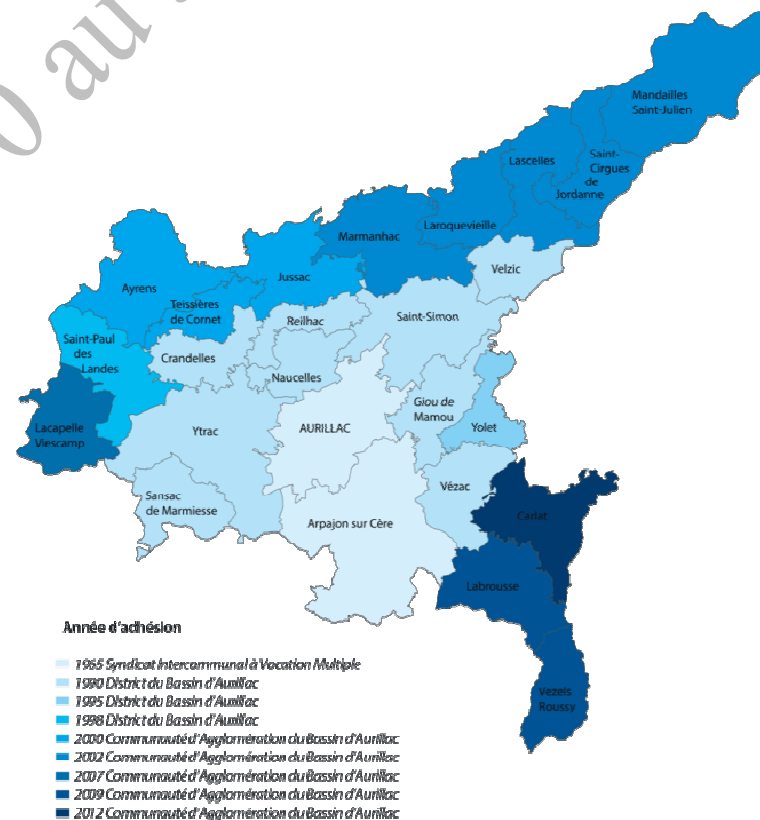 0 au
Mandailles
Saint-Julien
Lascelles
Saint-
Cirgues
de
Jordanne
Laroquevieille
Marmanhac
Velzic
Jussac
Ayrens
Teissières
de Cornet
Reilhac
Saint-Simon
Saint-Paul
des
Landes
Crandelles
Naucelles
Giou de
Mamou
Lacapelle
Viescamp
Ytrac
AURILLAC
Yolet
Vézac
Sansac
de Marmiesse
Arpajon sur Cère
Carlat
Labrousse
Vezels
Roussy
Année d'adhésion
1965 Syndicat Intercommunal à Vocation Multiple
1990 District du Bassin d'Aurillac
1995 District du Bassin d'Aurillac
1998 District du Bassin d'Aurillac
2000 Communauté d'Agglomération du Bassin d'Aurillac
2002 Communauté d'Agglomération du Bassin d'Aurillac
2007 Communauté d'Agglomération du Bassin d'Aurillac
2009 Communauté d'Agglomération du Bassin d'Aurillac
2012 Communauté d'Agglomération du Bassin d'Aurillac